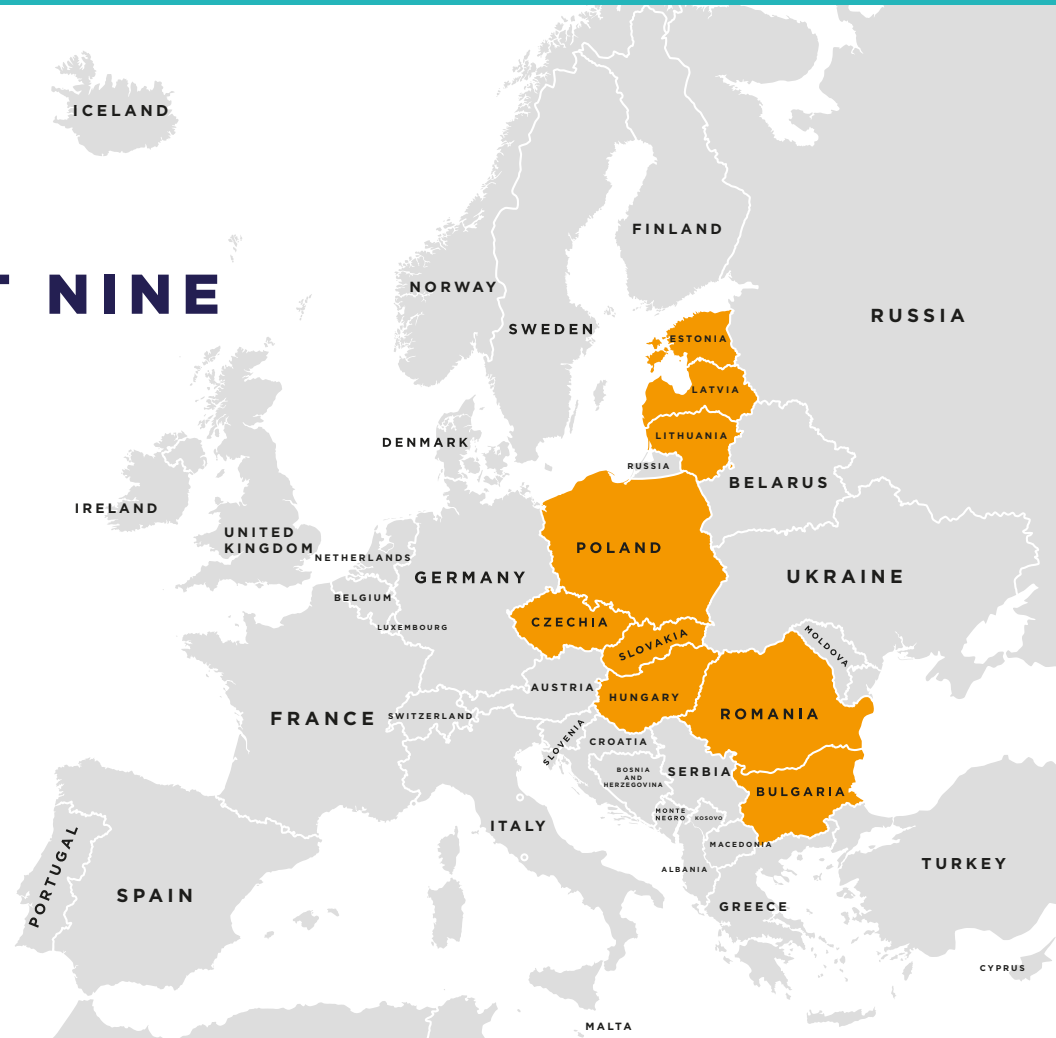 ICELAND
FINLAND
T NINE
NORWAY
RUSSIA
SWEDEN
ESTONIA
LATVIA
LITHUANIA
DENMARK
RUSSIA
BELARUS
IRELAND
UNITED
KINGDOM
NETHERLANDS
POLAND
GERMANY
UKRAINE
BELGIUM
LUXEMBOURG
CZECHIA
SLOVAKIA
MOLDOVA
AUSTRIA
HUNGARY
FRANCE
SWITZERLAND
ROMANIA
SLOVENIA
CROATIA
BOSNIA
AND
HERZEGOVINA
SERBIA
BULGARIA
MONTE
NEGRO
KOSOVO
ITALY
MACEDONIA
PORTUGAL
SPAIN
ALBANIA
TURKEY
GREECE
CYPRUS
MALTA